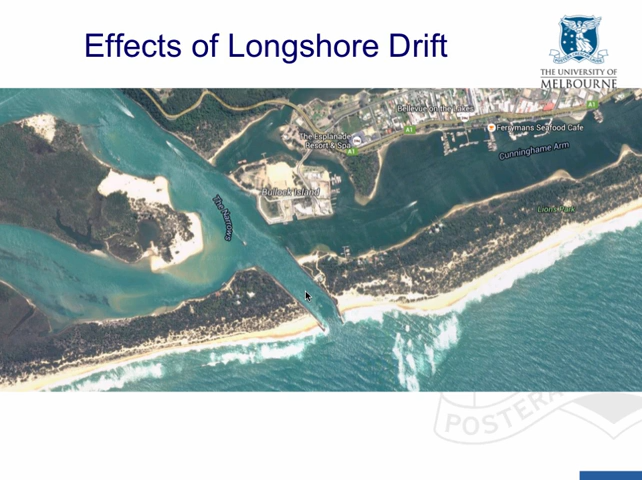 Effects of Longshore Drift
THE UNIVERSITY OF
MELBOURNE
Bellevue on the Lakes
A1
The Esplanade
Resort & Spa
A1
A1
Ferrymans Seafood Cafe
Cunninghame Arm
Bullock Island
The Narrows
Lions Park
POSTERA